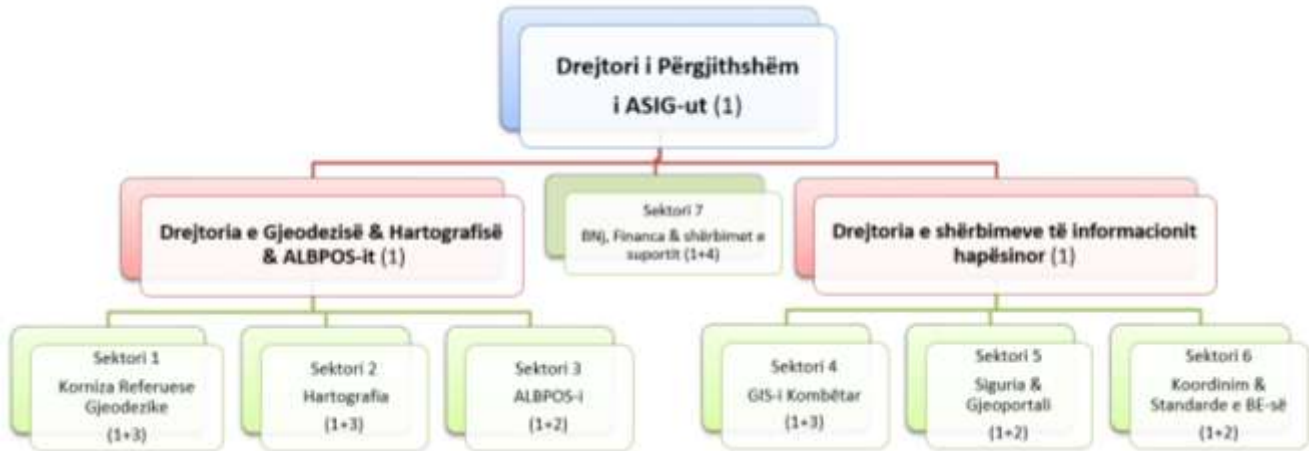 Drejtori i Përgjithshëm
i ASIG-ut (1)
Drejtoria e Gjeodezisë & Hartografisë
& ALBPOS-it (1)
Sektori 7
BNJ, Financa & shërbimet e
suportit (1+4)
Drejtoria e shërbimeve të informacionit
hapësinor (1)
Sektori 1
Korniza Referuese
Gjeodezike
(1+3)
Sektori 2
Hartografia
(1+3)
Sektori 3
ALBPOS-i
(1+2)
Sektori 4
GIS-i Kombëtar
(1+3)
Sektori 5
Siguria &
Gjeoportali
(1+2)
Sektori 6
Koordinim &
Standarde e BE-së
(1+2)